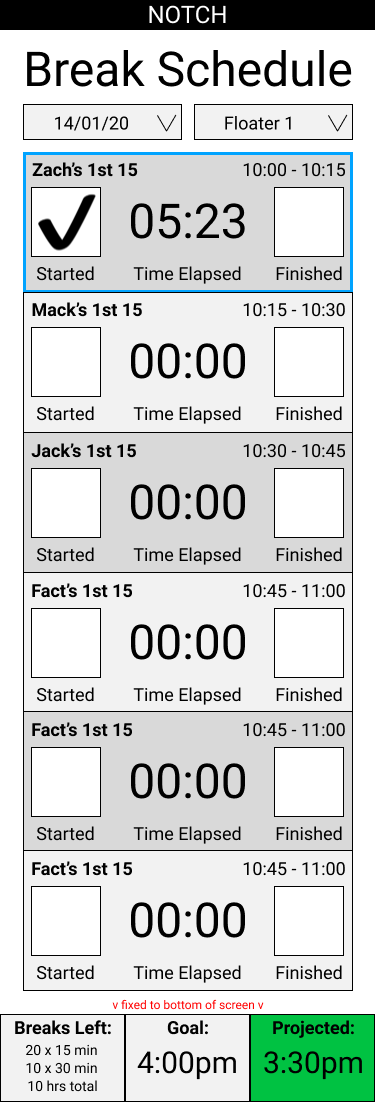 NOTCH
Break Schedule
14/01/20 Floater 1
Zach's 1st 15 10:00 - 10:15
05:23
Started Time Elapsed Finished
Mack's 1st 15 10:15 - 10:30
00:00
Started Time Elapsed Finished
Jack's 1st 15 10:30 - 10:45
00:00
Started Time Elapsed Finished
Fact's 1st 15 10:45 - 11:00
00:00
Started Time Elapsed Finished
Fact's 1st 15 10:45 - 11:00
00:00
Started Time Elapsed Finished
Fact's 1st 15 10:45 - 11:00
00:00
Started Time Elapsed Finished
v fixed to bottom of screen v
Breaks Left:
20 x 15 min
10 x 30 min
10 hrs total
Goal:
4:00pm
Projected:
3:30pm